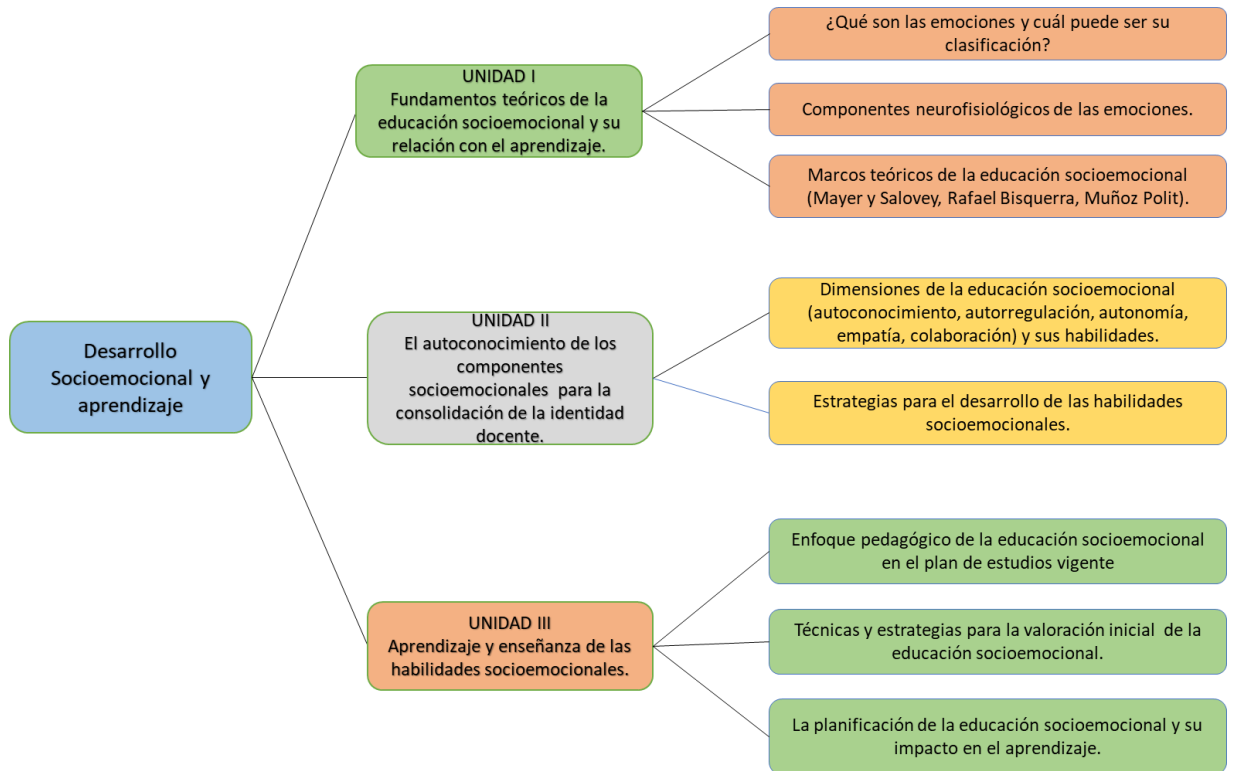 Desarrollo
Socioemocional y
aprendizaje
UNIDAD I
Fundamentos teóricos de la
educación socioemocional y su
relación con el aprendizaje.
¿Qué son las emociones y cuál puede ser su
clasificación?
Componentes neurofisiológicos de las emociones.
Marcos teóricos de la educación socioemocional
(Mayer y Salovey, Rafael Bisquerra, Muñoz Polit).
UNIDAD II
El autoconocimiento de los
componentes
socioemocionales para la
consolidación de la identidad
docente.
Dimensiones de la educación socioemocional
(autoconocimiento, autorregulación, autonomía,
empatía, colaboración) y sus habilidades.
Estrategias para el desarrollo de las habilidades
socioemocionales.
UNIDAD III
Aprendizaje y enseñanza de las
habilidades socioemocionales.
Enfoque pedagógico de la educación socioemocional
en el plan de estudios vigente
Técnicas y estrategias para la valoración inicial de la
educación socioemocional.
La planificación de la educación socioemocional y su
impacto en el aprendizaje.